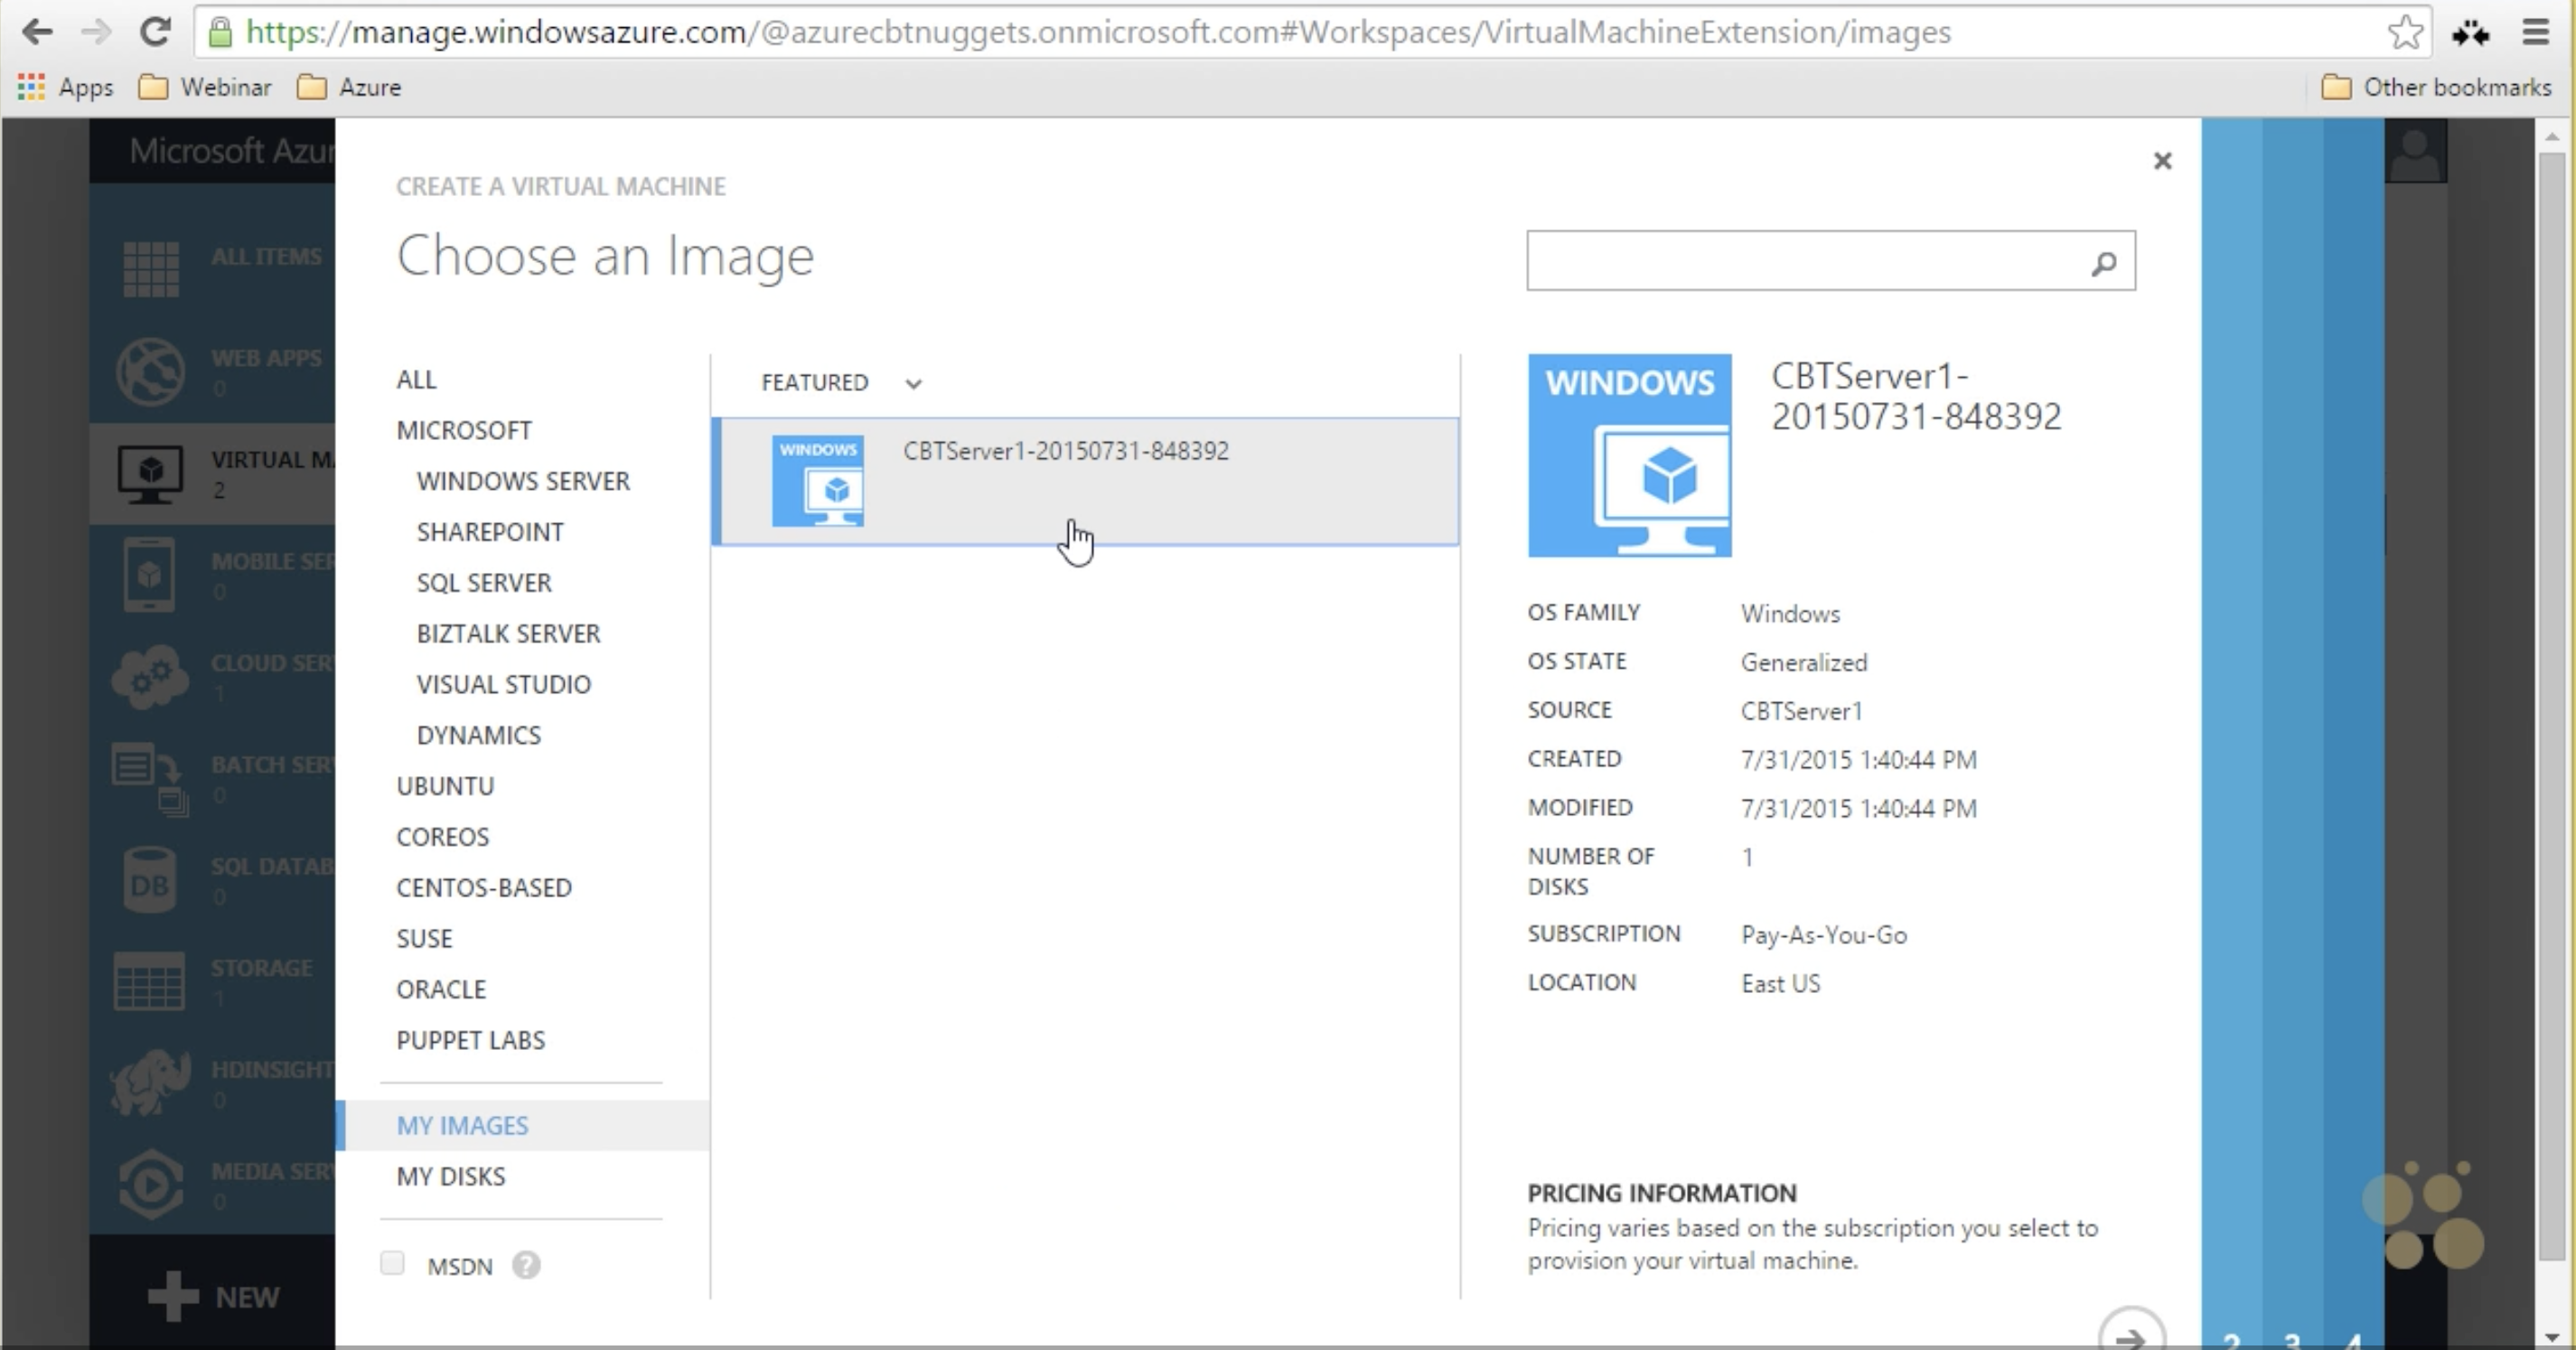 https://manage.windowsazure.com/@azurecbtnuggets.onmicrosoft.com#Workspaces/VirtualMachineExtension/images
Apps Webinar Azure Other bookmarks
Microsoft Azur
ALL ITEMS
WEB APPS
0
VIRTUAL MA
2
MOBILE SER
0
CLOUD SER
1
BATCH SER
0
SQL DATAB
DB
0
STORAGE
1
HDINSIGHT
0
MEDIA SER
0
NEW
CREATE A VIRTUAL MACHINE
Choose an Image
ALL
MICROSOFT
WINDOWS SERVER
SHAREPOINT
SQL SERVER
BIZTALK SERVER
VISUAL STUDIO
DYNAMICS
UBUNTU
COREOS
CENTOS-BASED
SUSE
ORACLE
PUPPET LABS
MY IMAGES
MY DISKS
MSDN ?
FEATURED
WINDOWS
CBTServer1-20150731-848392
WINDOWS
CBTServer1-
20150731-848392
OS FAMILY Windows
OS STATE Generalized
SOURCE CBTServer1
CREATED 7/31/2015 1:40:44 PM
MODIFIED 7/31/2015 1:40:44 PM
NUMBER OF 1
DISKS
SUBSCRIPTION Pay-As-You-Go
LOCATION East US
PRICING INFORMATION
Pricing varies based on the subscription you select to
provision your virtual machine.
2 3 4